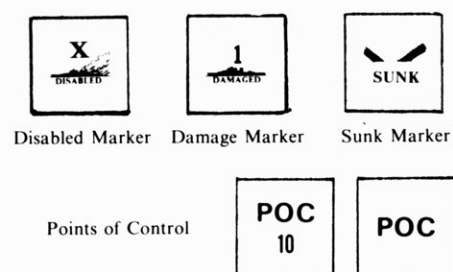 X
DISABLED
1
DAMAGED
SUNK
Disabled Marker Damage Marker Sunk Marker
Points of Control
POC
10
POC